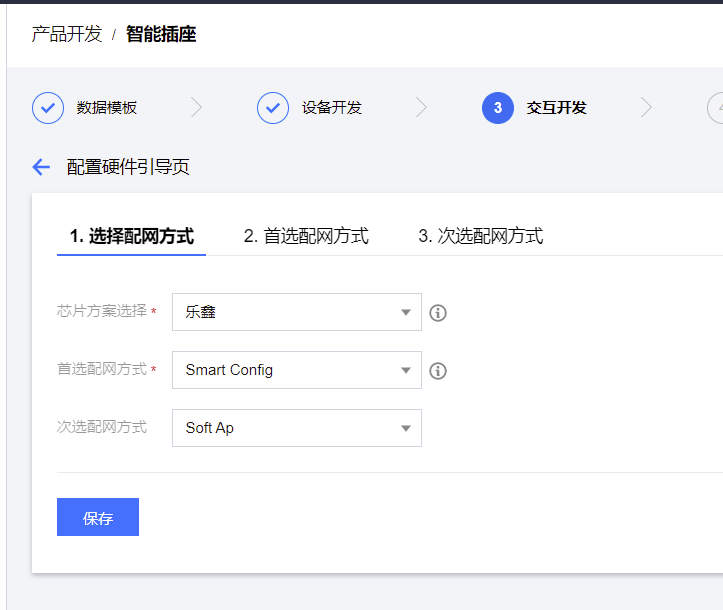 产品开发 / 智能插座
数据模板 设备开发 3 交互开发 4
配置硬件引导页
1. 选择配网方式 2. 首选配网方式 3. 次选配网方式
芯片方案选择 * 乐鑫
首选配网方式 * Smart Config
次选配网方式 Soft Ap
保存